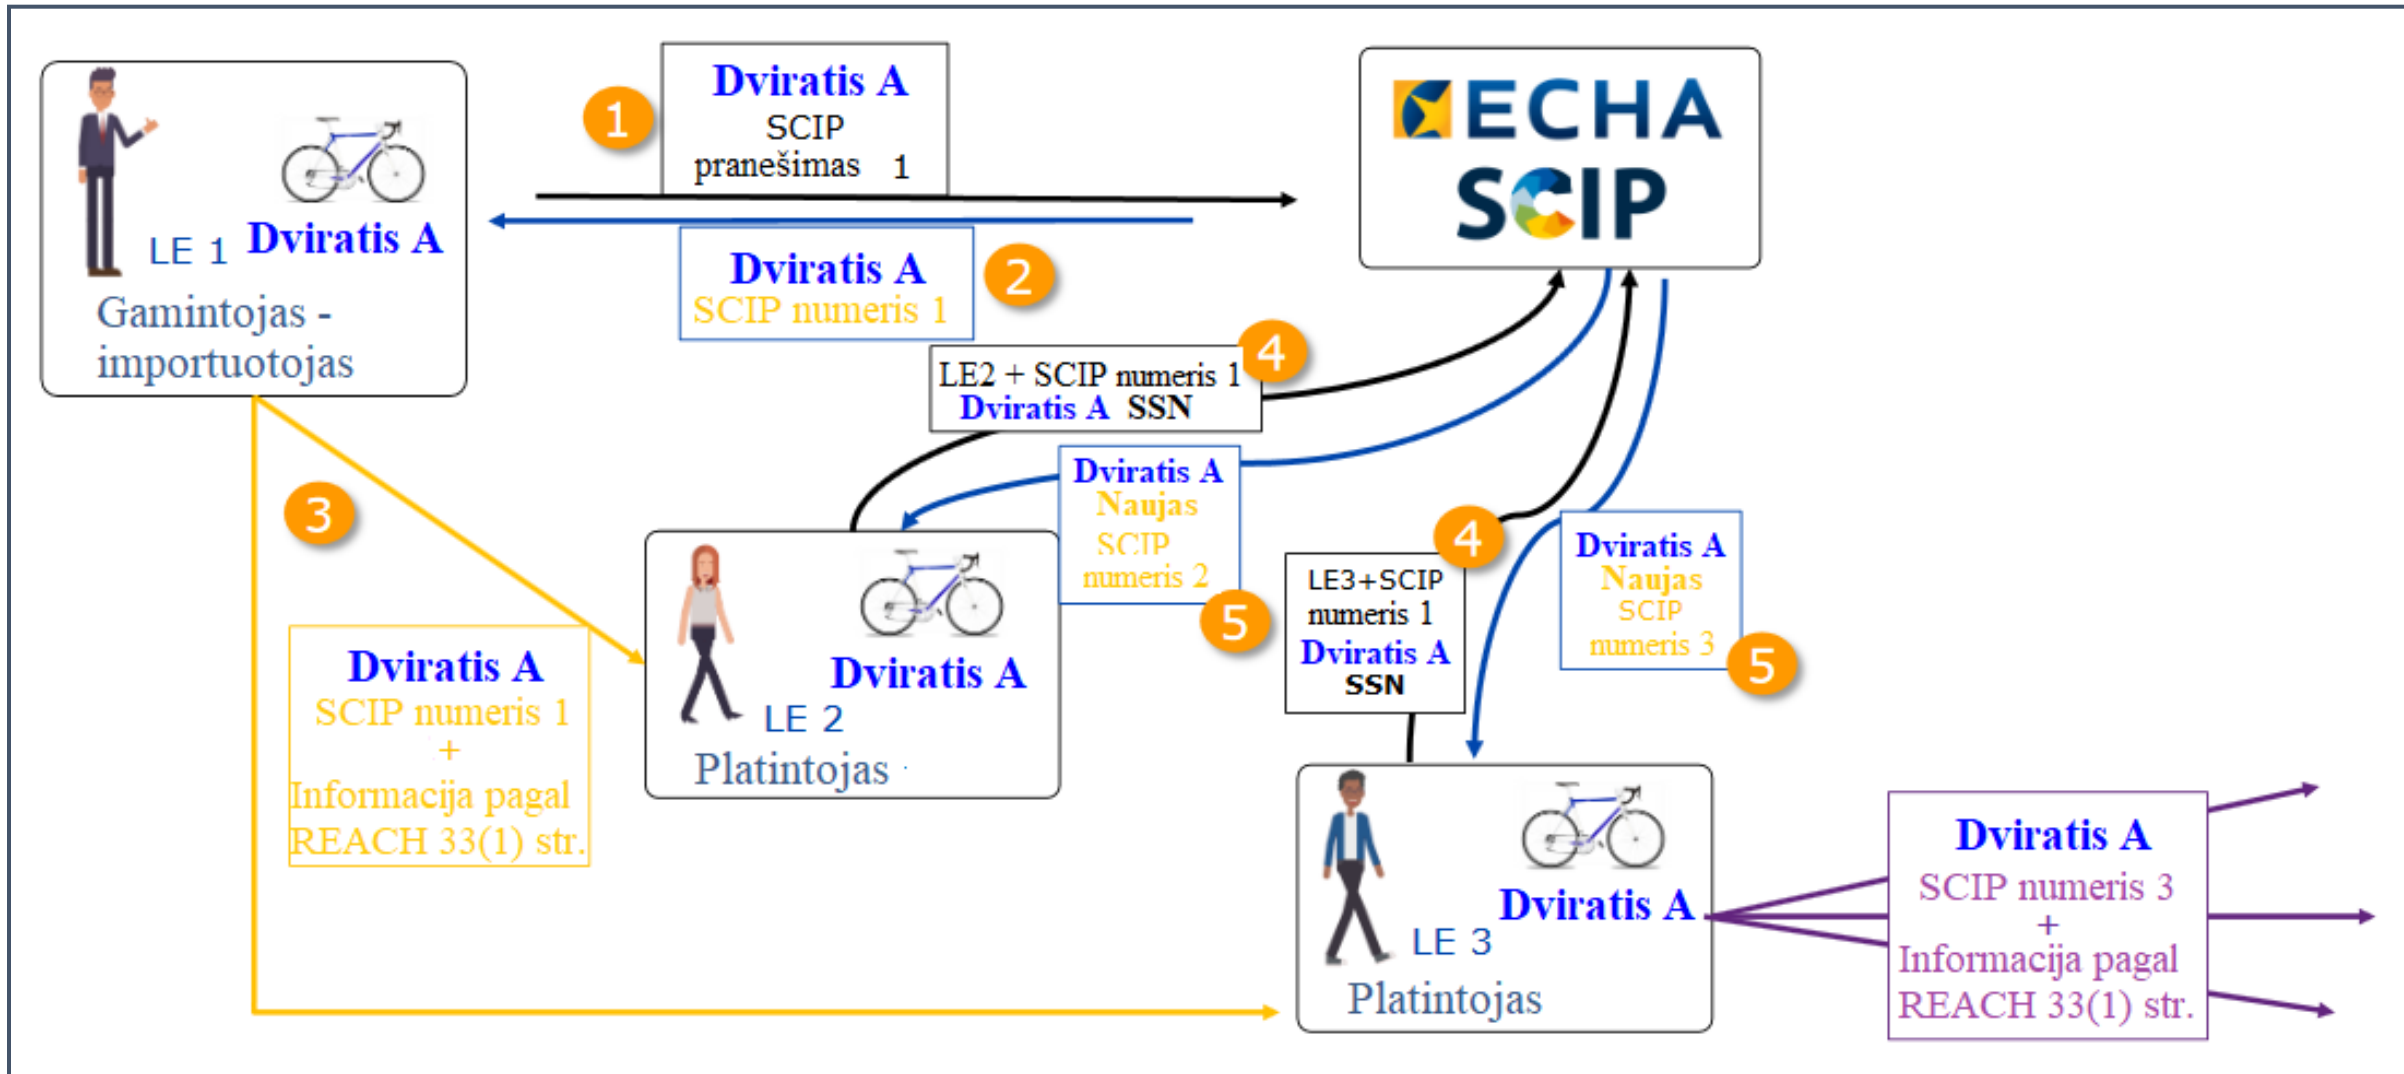 Dviratis A
SCIP
pranešimas 1
1
ECHA
SCIP
LE 1 Dviratis A
Gamintojas -
importuotojas
Dviratis A
SCIP numeris 1
2
LE2 + SCIP numeris 1
Dviratis A SSN
4
3
Dviratis A
Naujas
SCIP
numeris 2
5
LE3+SCIP
numeris 1
Dviratis A
SSN
4
Dviratis A
Naujas
SCIP
numeris 3
5
Dviratis A
SCIP numeris 1
+
Informacija pagal
REACH 33(1) str.
Dviratis A
LE 2
Platintojas
Dviratis A
LE 3
Platintojas
Dviratis A
SCIP numeris 3
+
Informacija pagal
REACH 33(1) str.